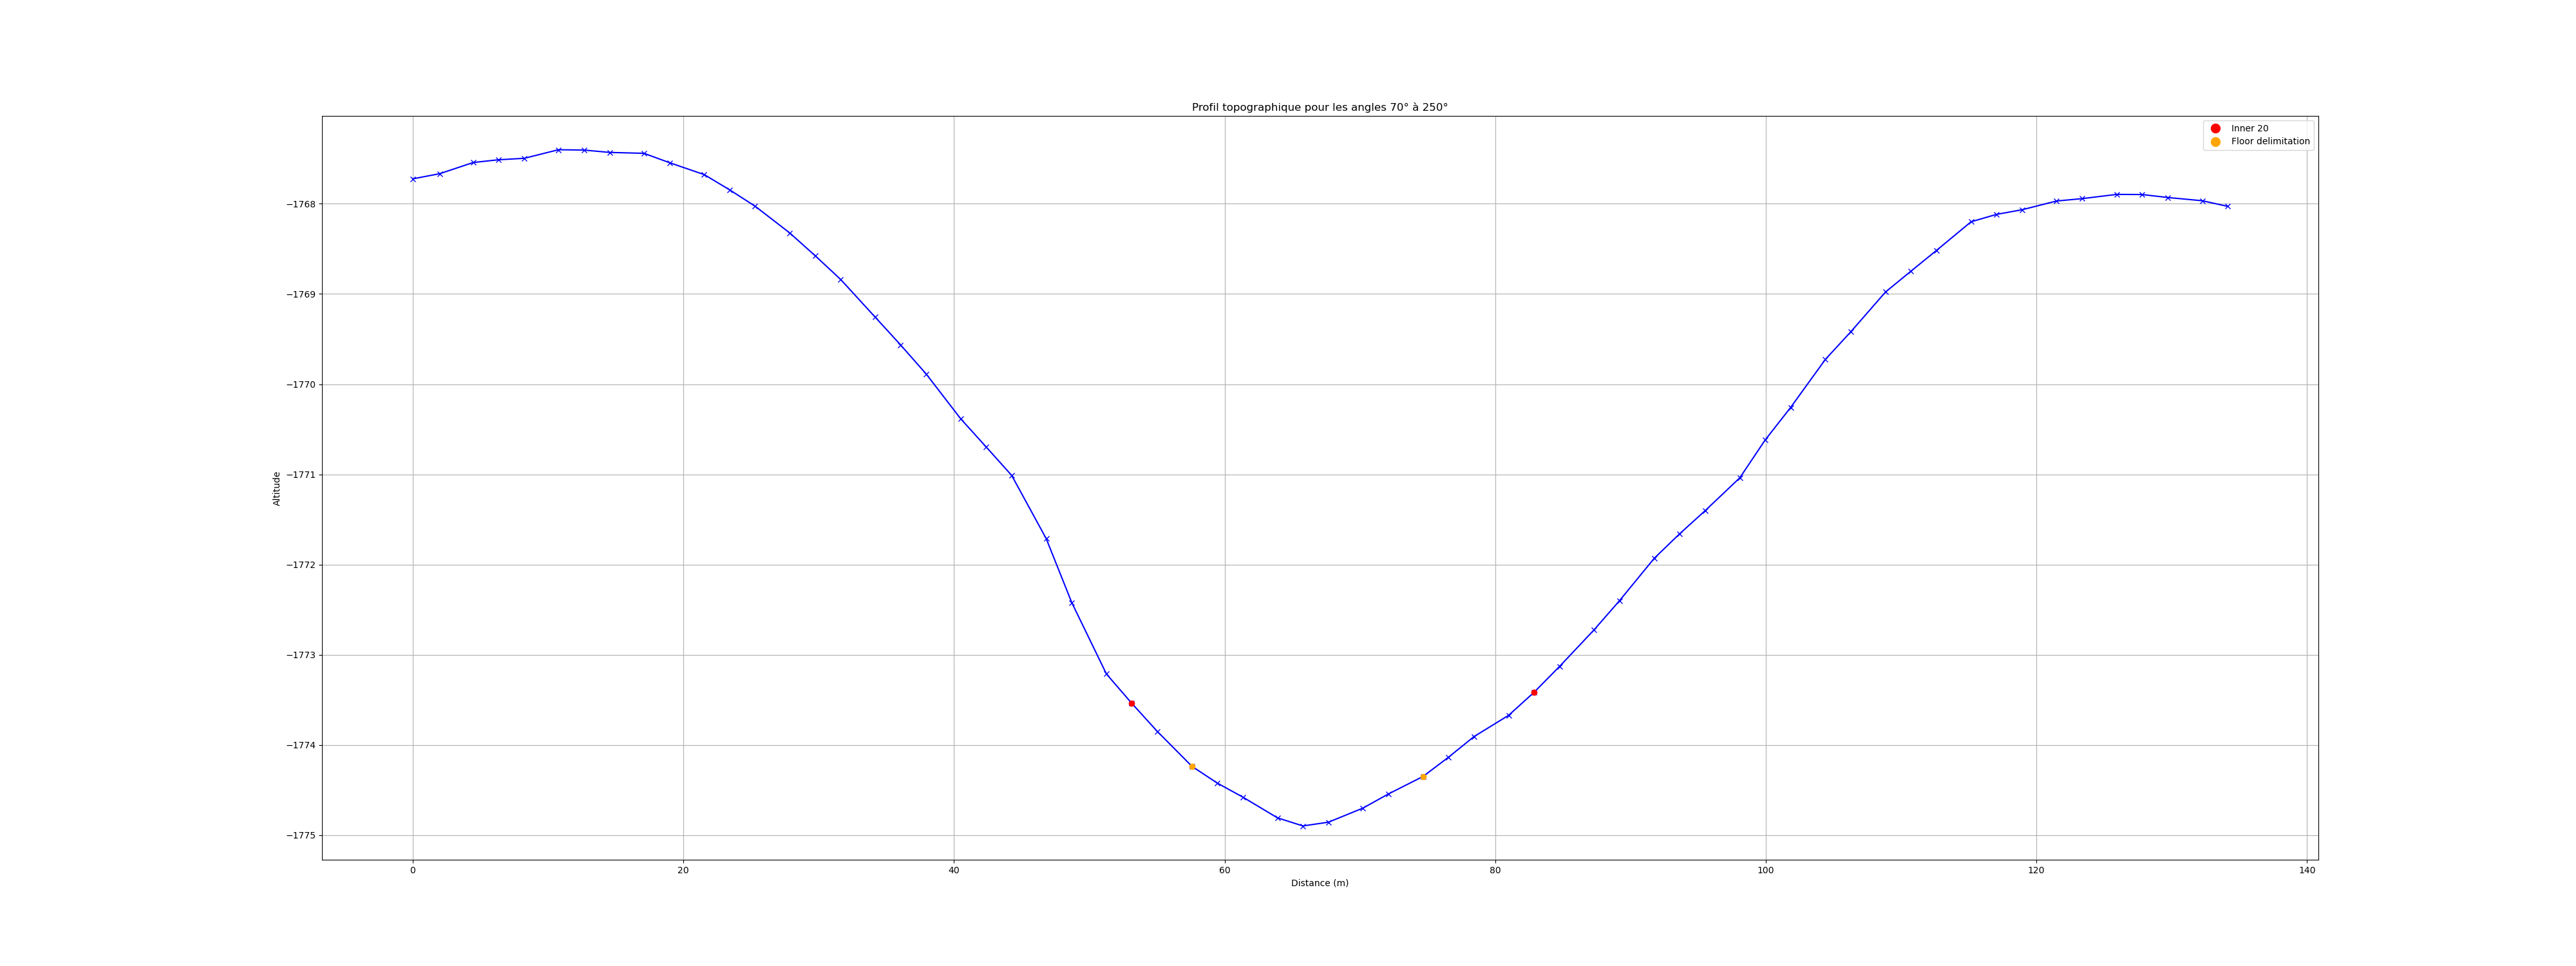 Profil topographique pour les angles 70° à 250°
Inner 20
Floor delimitation
−1768
−1769
−1770
−1771
−1772
−1773
−1774
−1775
Altitude
0 20 40 60 80 100 120 140
Distance (m)